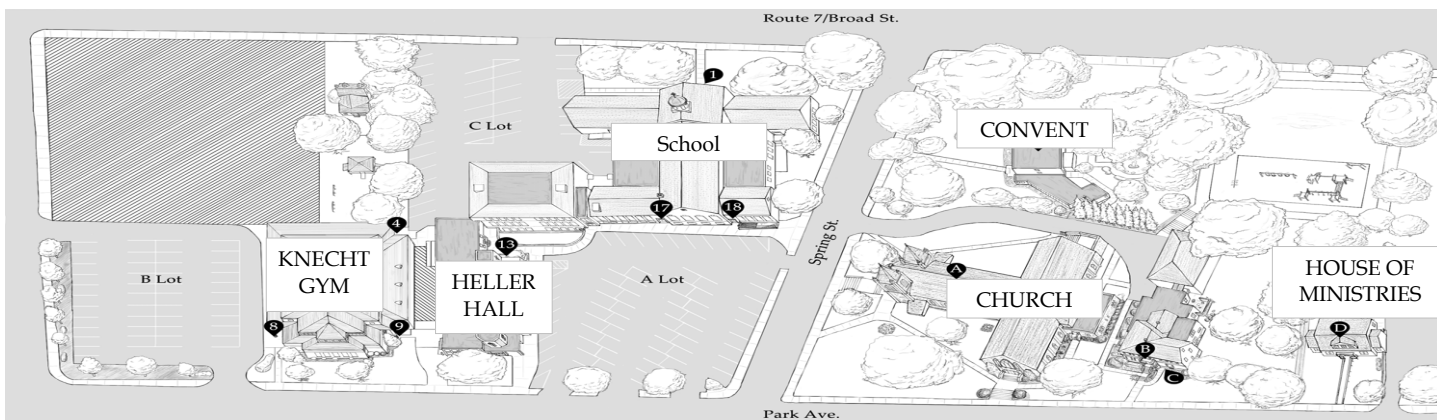 Route 7/Broad St.
1
C Lot
School
CONVENT
17
18
4
13
Spring St.
KNECHT
GYM
HELLER
HALL
B Lot
A Lot
A
CHURCH
HOUSE OF
MINISTRIES
8
9
D
B
C
Park Ave.